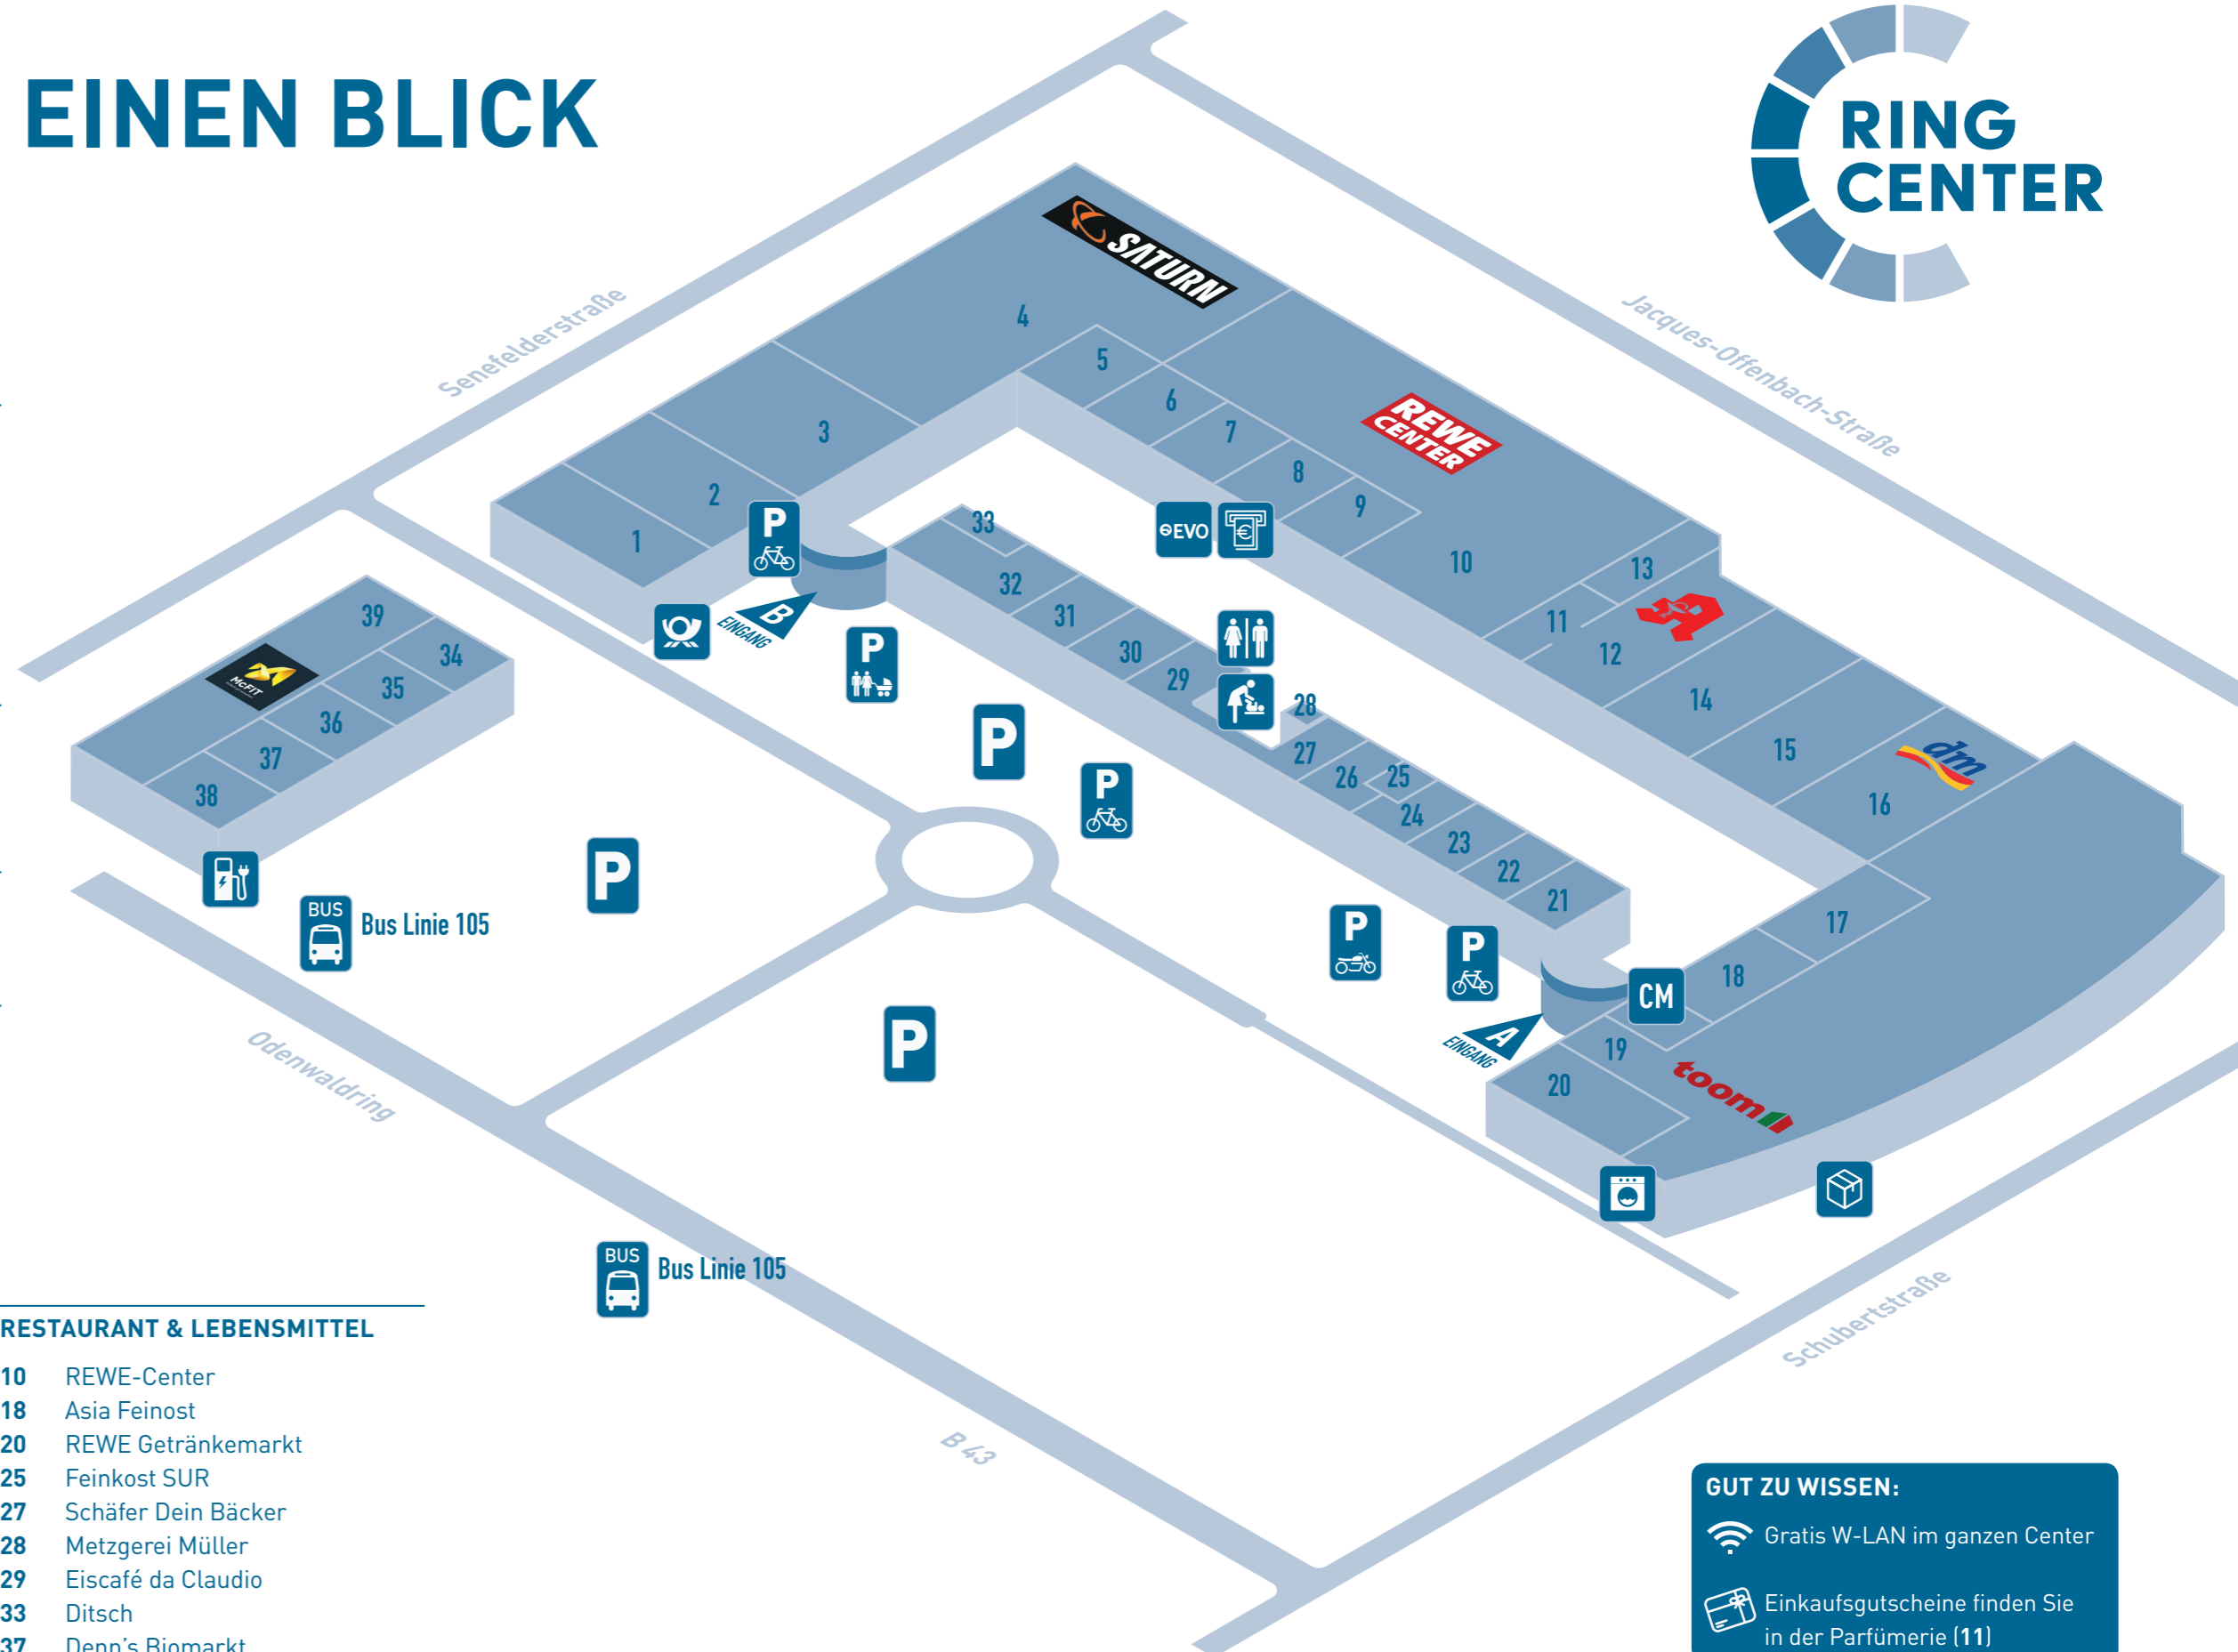 EINEN BLICK
RING
CENTER
Senefelderstraße
Jacques-Offenbach-Straße
SATURN
4
5
6
7
8
9
REWE
CENTER
3
2
1
P
B
EINGANG
P
33
32
31
30
29
EVO
€
10
13
11
12
14
15
dm
16
39
34
McFIT
35
36
37
38
28
27
26
25
24
23
22
21
P
P
P
BUS
Bus Linie 105
P
P
P
17
18
CM
A
EINGANG
19
20
toom
Odenwaldring
BUS
Bus Linie 105
B 43
Schubertstraße
RESTAURANT & LEBENSMITTEL
10 REWE-Center
18 Asia Feinost
20 REWE Getränkemarkt
25 Feinkost SUR
27 Schäfer Dein Bäcker
28 Metzgerei Müller
29 Eiscafé da Claudio
33 Ditsch
37 Denn's Biomarkt
GUT ZU WISSEN:
Gratis W-LAN im ganzen Center
Einkaufsgutscheine finden Sie
in der Parfümerie (11)